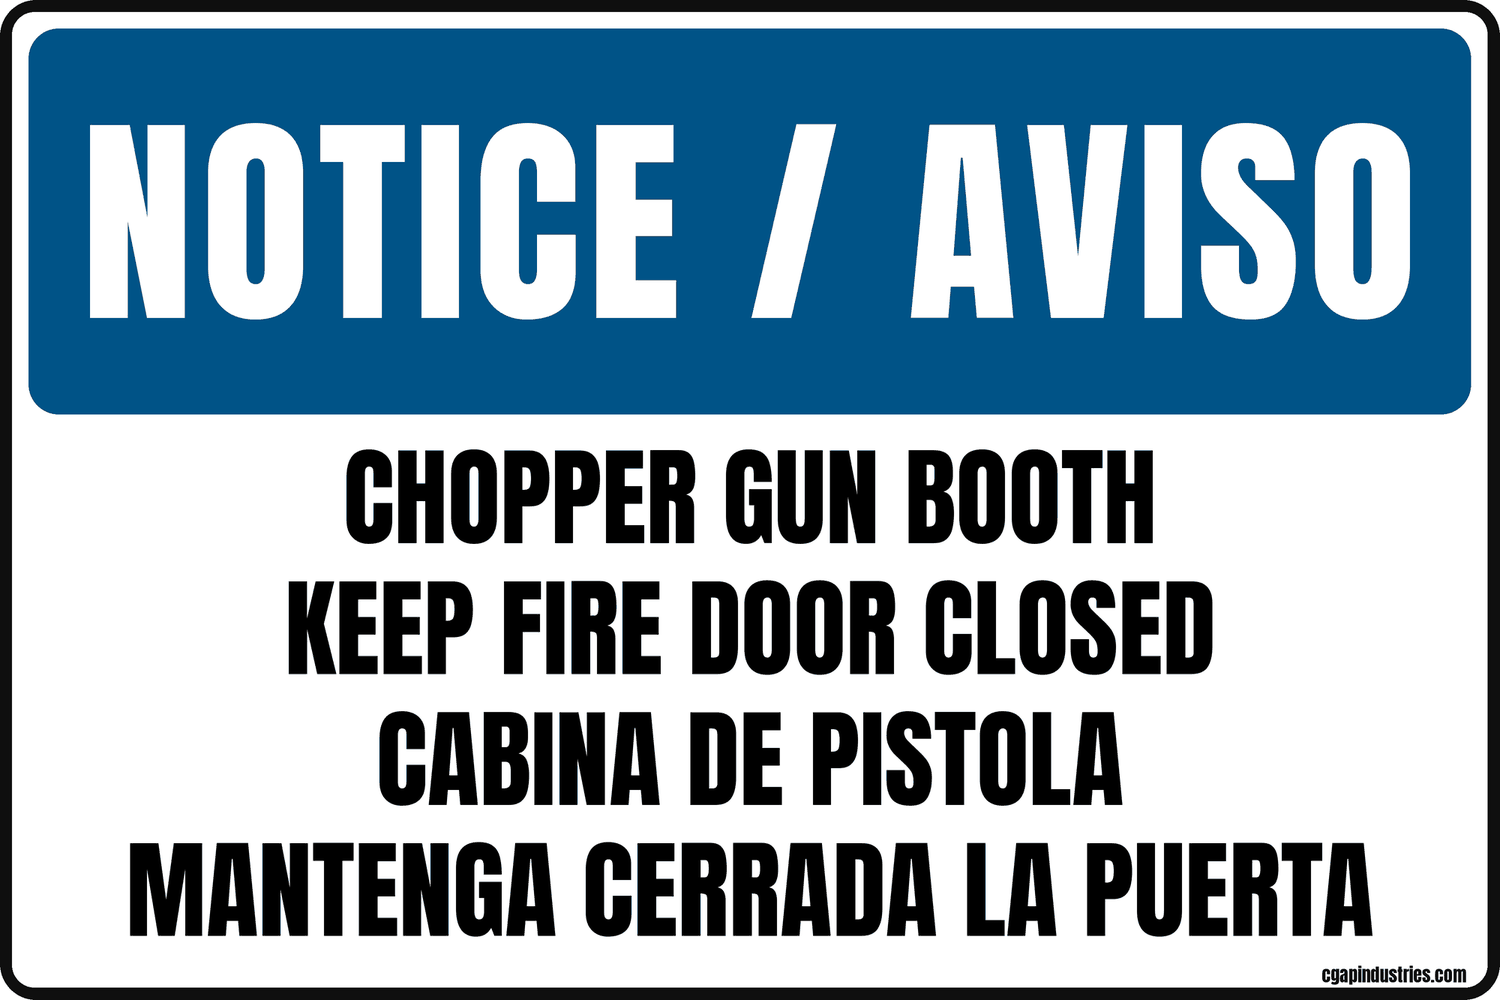 NOTICE / AVISO
CHOPPER GUN BOOTH
KEEP FIRE DOOR CLOSED
CABINA DE PISTOLA
MANTENGA CERRADA LA PUERTA
cgapindustries.com